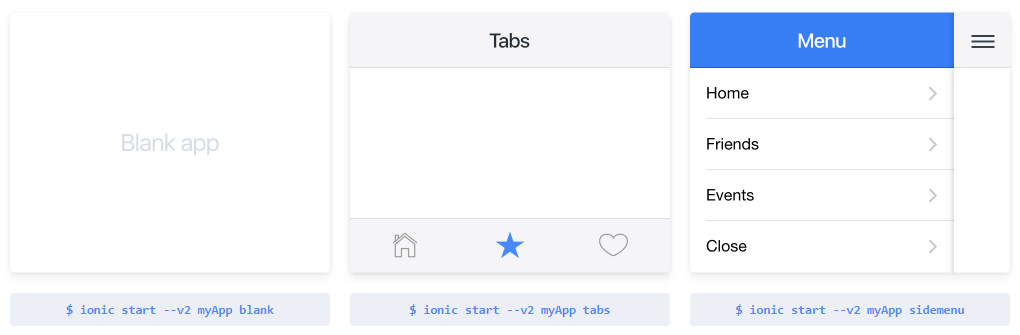 Blank app
$ ionic start --v2 myApp blank
Tabs
$ ionic start --v2 myApp tabs
Menu
Home
Friends
Events
Close
$ ionic start --v2 myApp sidemenu